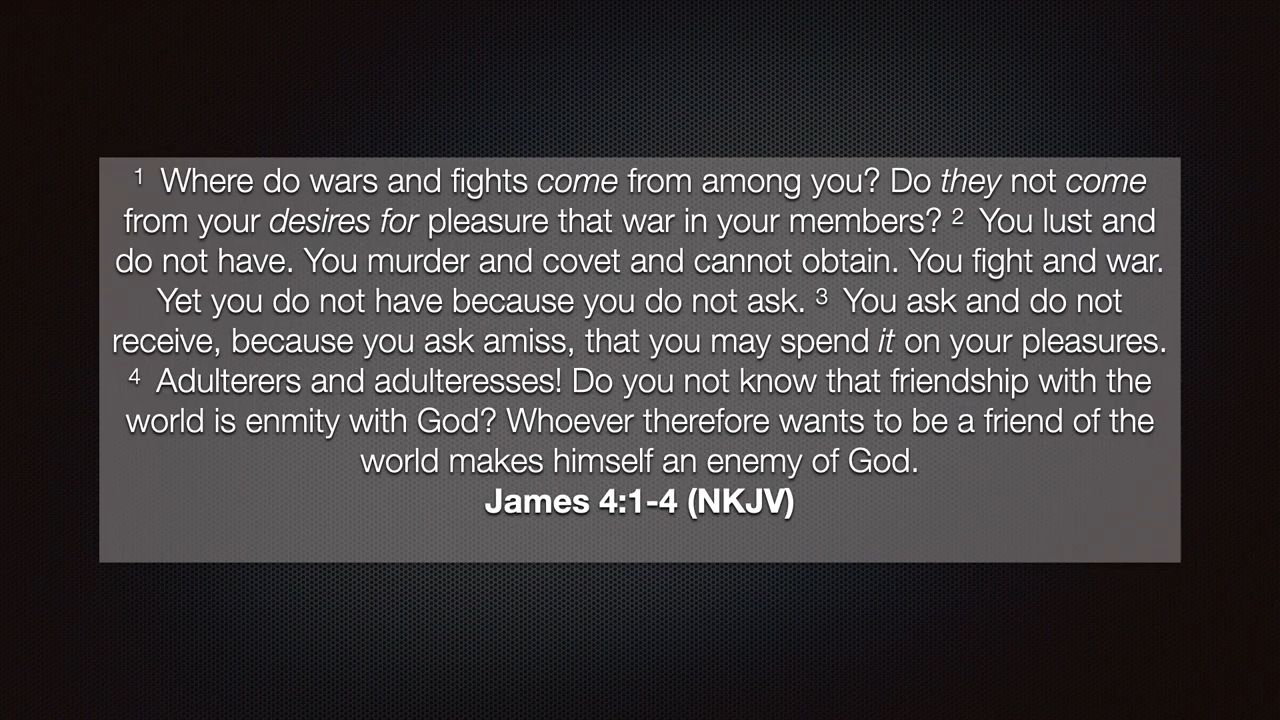 1 Where do wars and fights come from among you? Do they not come
from your desires for pleasure that war in your members? 2 You lust and
do not have. You murder and covet and cannot obtain. You fight and war.
Yet you do not have because you do not ask. 3 You ask and do not
receive, because you ask amiss, that you may spend it on your pleasures.
4 Adulterers and adulteresses! Do you not know that friendship with the
world is enmity with God? Whoever therefore wants to be a friend of the
world makes himself an enemy of God.
James 4:1-4 (NKJV)